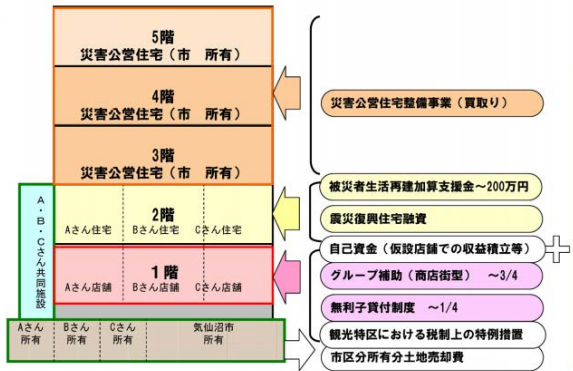 5階
災害公営住宅(市 所有)
4階
災害公営住宅(市 所有)
3階
災害公営住宅(市 所有)
A・B・Cさん共同施設
2階
Aさん住宅 Bさん住宅 Cさん住宅
1階
Aさん店舗 Bさん店舗 Cさん店舗
Aさん
所有
Bさん
所有
Cさん
所有
気仙沼市
所有
災害公営住宅整備事業(買取り)
被災者生活再建加算支援金~200万円
震災復興住宅融資
自己資金(仮設店舗での収益積立等)
グループ補助(商店街型) ~3/4
無利子貸付制度 ~1/4
観光特区における税制上の特例措置
市区分所有分土地売却費